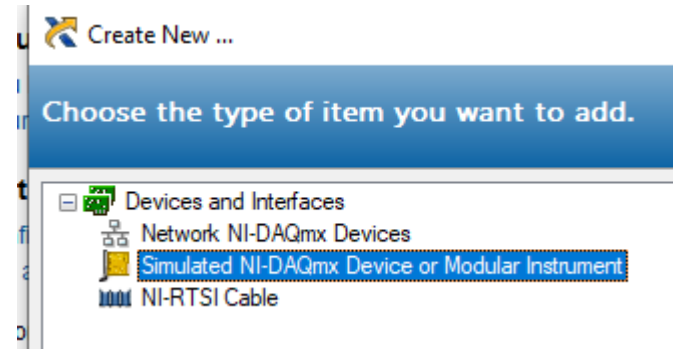 Create New ...
Choose the type of item you want to add.
Devices and Interfaces
Network NI-DAQmx Devices
Simulated NI-DAQmx Device or Modular Instrument
NI-RTSI Cable